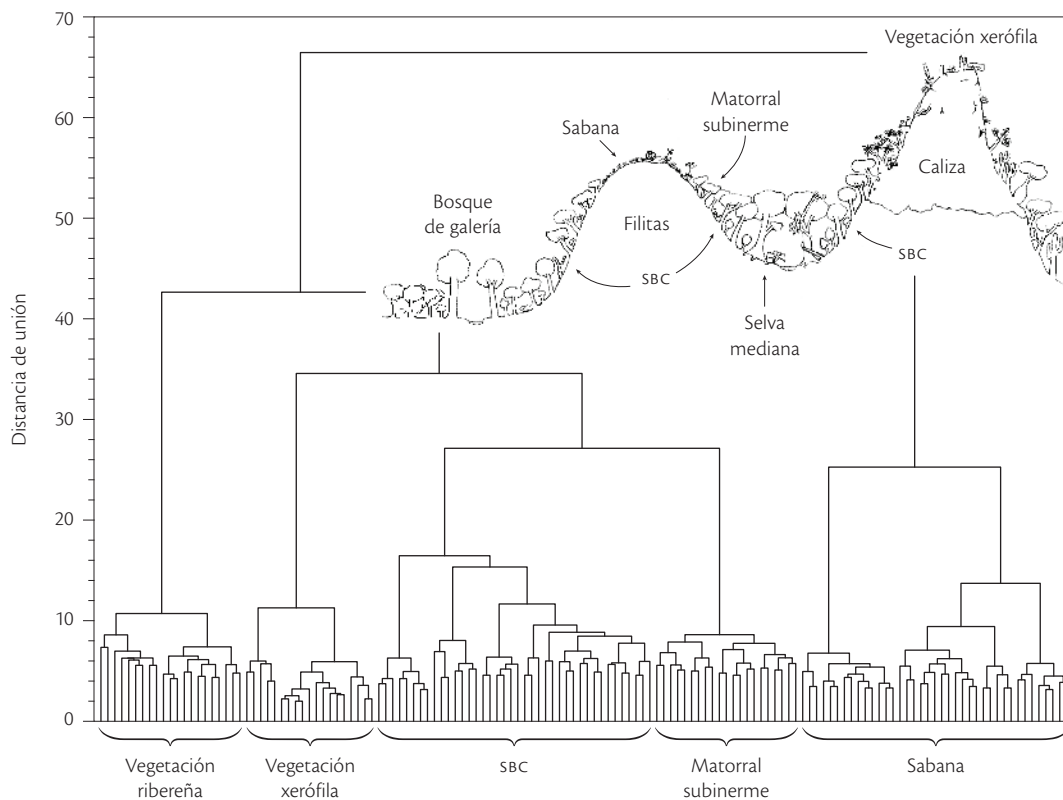 70
60
50
40
30
20
10
0
Distancia de unión
Vegetación xerófila
Matorral
subinerme
Sabana
Caliza
Bosque
de galería
Filitas
SBC
SBC
Selva
mediana
Vegetación
ribereña
Vegetación
xerófila
SBC
Matorral
subinerme
Sabana